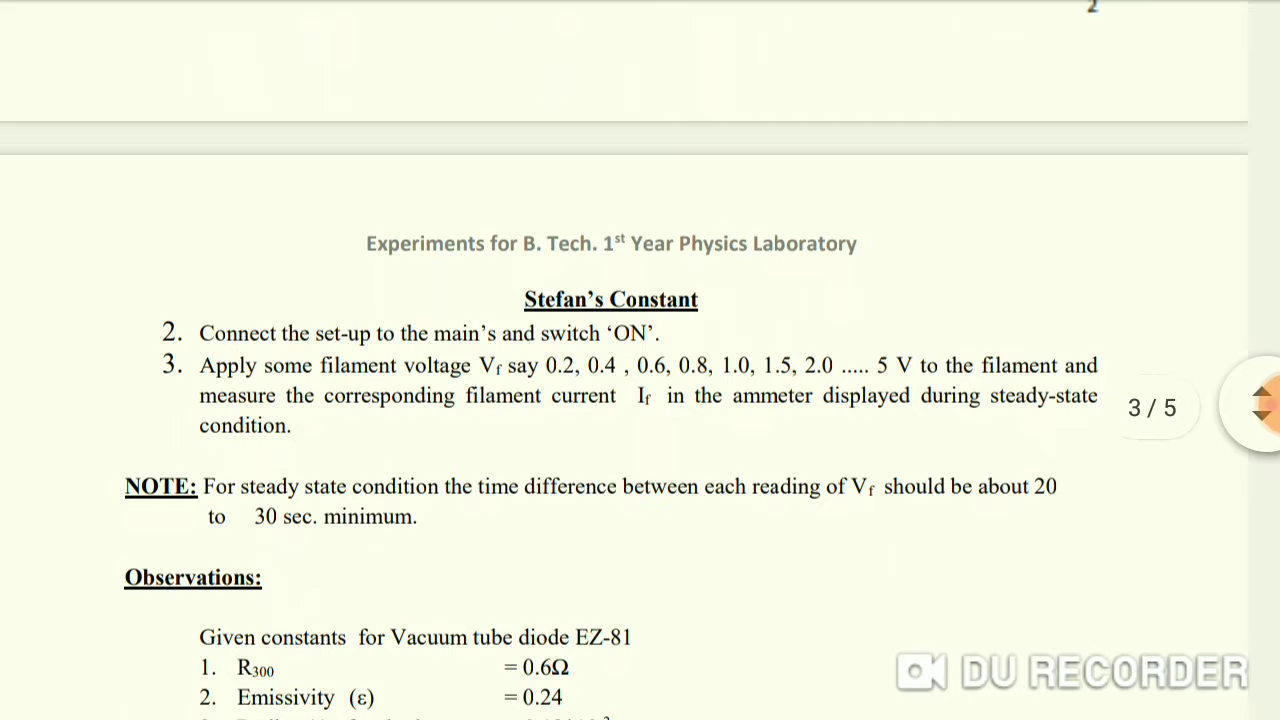 2
Experiments for B. Tech. 1st Year Physics Laboratory
Stefan’s Constant
2. Connect the set-up to the main’s and switch ‘ON’.
3. Apply some filament voltage Vf say 0.2, 0.4 , 0.6, 0.8, 1.0, 1.5, 2.0 ..... 5 V to the filament and
measure the corresponding filament current If in the ammeter displayed during steady-state
condition.
3 / 5
NOTE: For steady state condition the time difference between each reading of Vf should be about 20
to 30 sec. minimum.
Observations:
Given constants for Vacuum tube diode EZ-81
1. R300 = 0.6Ω
2. Emissivity (ε) = 0.24
DU RECORDER